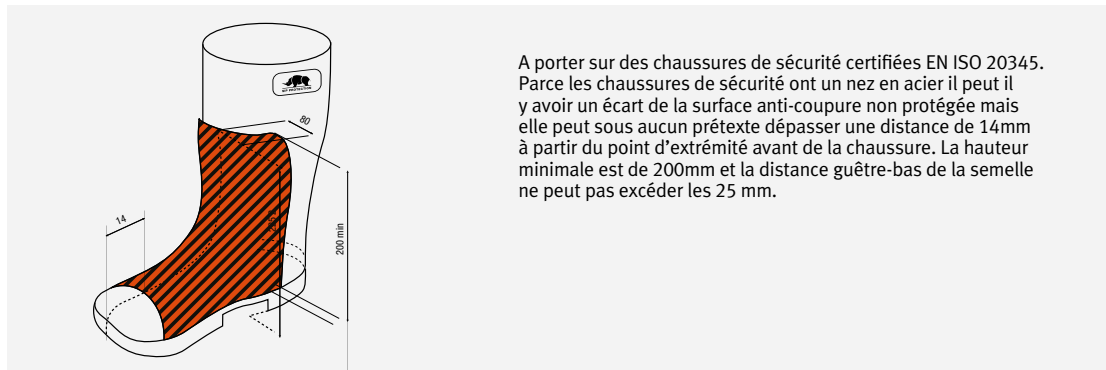 A porter sur des chaussures de sécurité certifiées EN ISO 20345.
Parce les chaussures de sécurité ont un nez en acier il peut il
y avoir un écart de la surface anti-coupure non protégée mais
elle peut sous aucun prétexte dépasser une distance de 14mm
à partir du point d’extrémité avant de la chaussure. La hauteur
minimale est de 200mm et la distance guêtre-bas de la semelle
ne peut pas excéder les 25 mm.
80
14
200 min